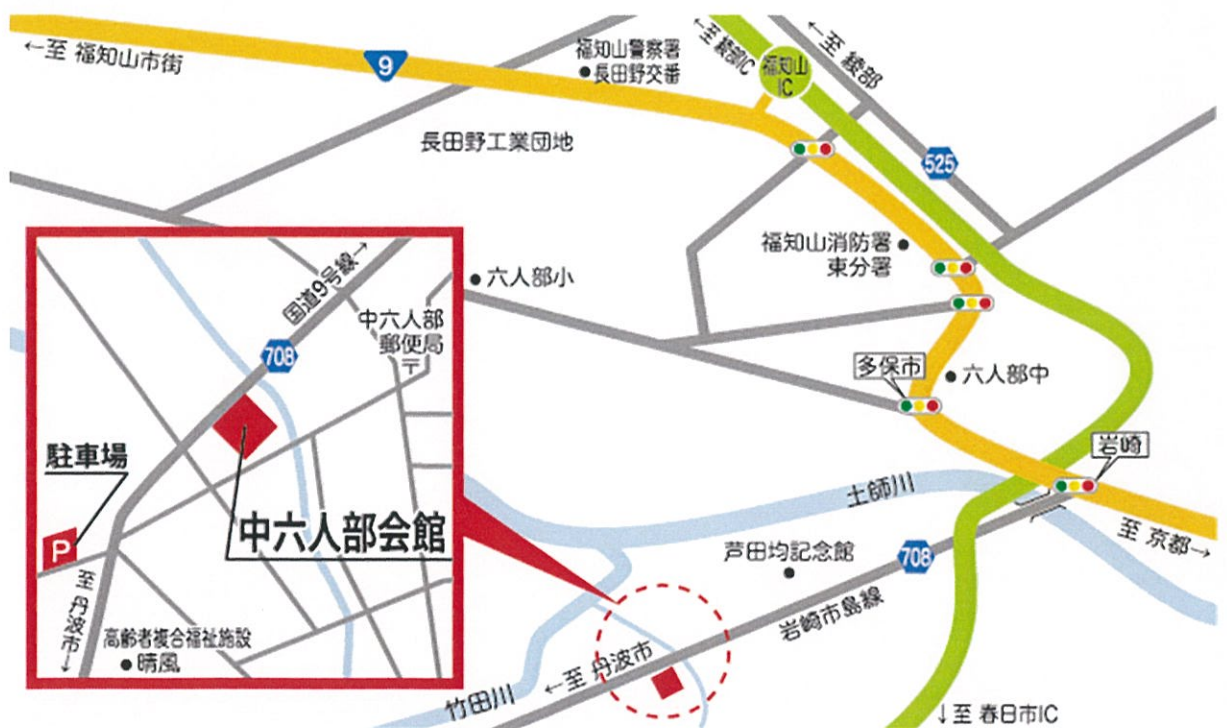 ←至 福知山市街
9
福知山警察署
長田野交番
←至 綾部IC
福知山
IC
←至 綾部
525
長田野工業団地
福知山消防署
東分署
六人部小
多保市
六人部中
岩崎
土師川
至 京都→
芦田均記念館
708
岩崎市島線
←至 丹波市
竹田川
↓至 春日市IC
国道9号線→
708
中六人部
郵便局
〒
駐車場
P
中六人部会館
至 丹波市↓
高齢者複合福祉施設
晴風